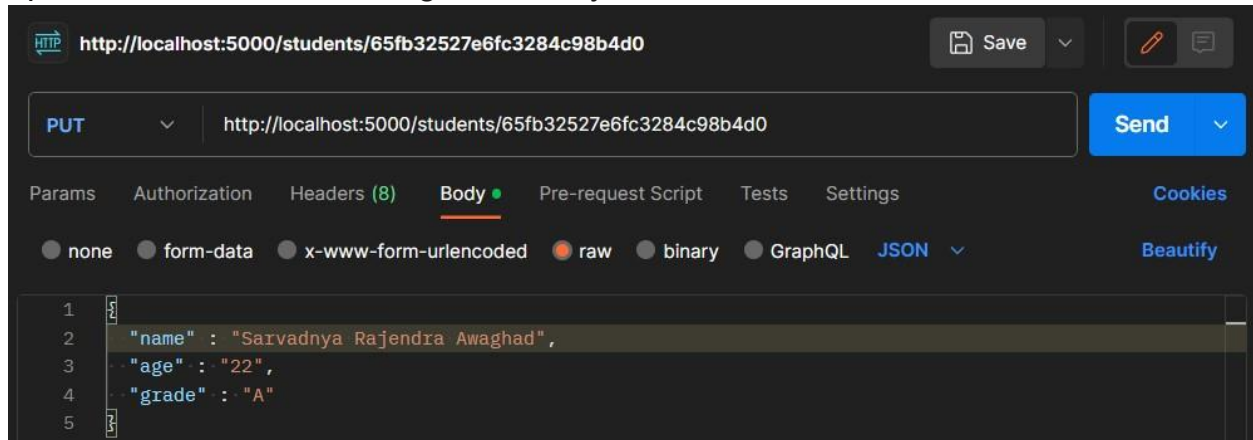 HTTP http://localhost:5000/students/65fb32527e6fc3284c98b4d0 Save
PUT http://localhost:5000/students/65fb32527e6fc3284c98b4d0 Send
Params Authorization Headers (8) Body Pre-request Script Tests Settings Cookies
none form-data x-www-form-urlencoded raw binary GraphQL JSON Beautify
1 {
2 "name" : "Sarvadnya Rajendra Awaghad",
3 "age" : "22",
4 "grade" : "A"
5 }